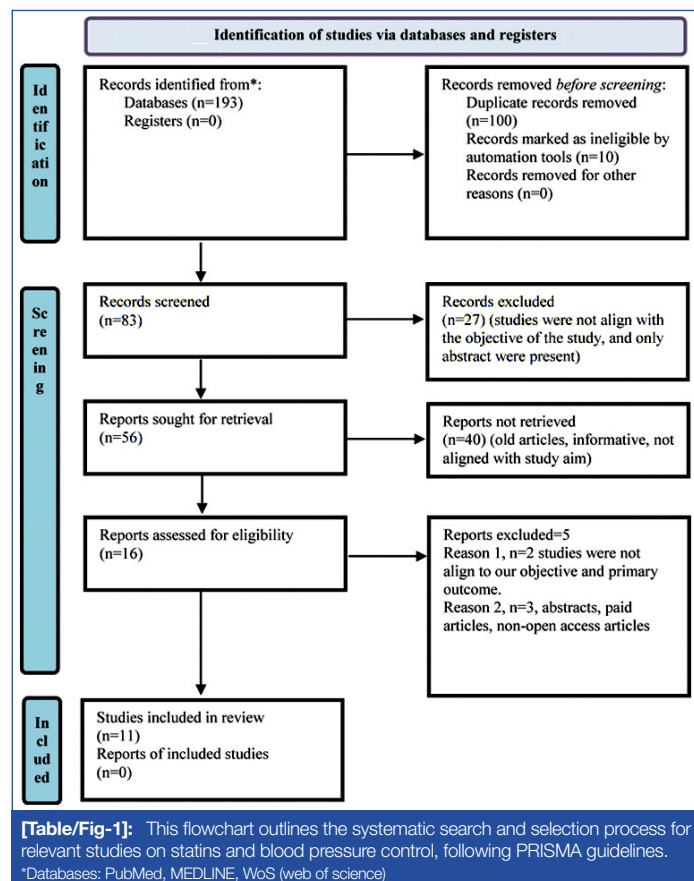 Identification of studies via databases and registers
Id
en
tif
ic
ati
on
Records identified from*:
Databases (n=193)
Registers (n=0)
Records removed before screening:
Duplicate records removed
(n=100)
Records marked as ineligible by
automation tools (n=10)
Records removed for other
reasons (n=0)
Sc
re
en
in
g
Records screened
(n=83)
Records excluded
(n=27) (studies were not align with
the objective of the study, and only
abstract were present)
Reports sought for retrieval
(n=56)
Reports not retrieved
(n=40) (old articles, informative, not
aligned with study aim)
Reports assessed for eligibility
(n=16)
Reports excluded=5
Reason 1, n=2 studies were not
align to our objective and primary
outcome.
Reason 2, n=3, abstracts, paid
articles, non-open access articles
In
cl
ud
ed
Studies included in review
(n=11)
Reports of included studies
(n=0)
[Table/Fig-1]: This flowchart outlines the systematic search and selection process for
relevant studies on statins and blood pressure control, following PRISMA guidelines.
*Databases: PubMed, MEDLINE, WoS (web of science)